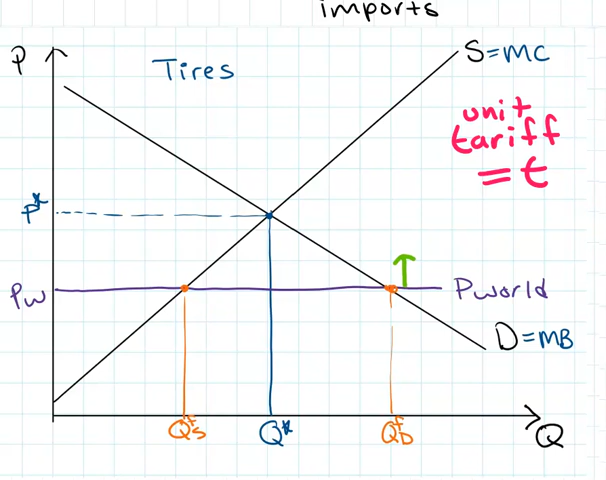 imports
P
Tires
S=MC
unit
tariff
=t
P*
Pw
Pworld
D=MB
Q^f_S
Q*
Q^f_D
Q